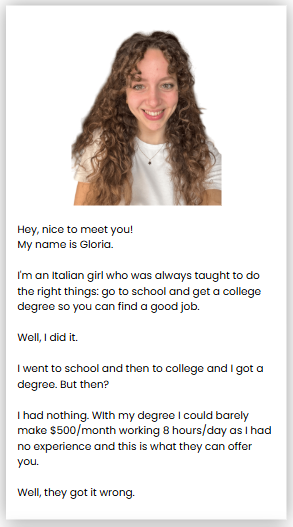 Hey, nice to meet you!
My name is Gloria.
I'm an Italian girl who was always taught to do
the right things: go to school and get a college
degree so you can find a good job.
Well, I did it.
I went to school and then to college and I got a
degree. But then?
I had nothing. WIth my degree I could barely
make $500/month working 8 hours/day as I had
no experience and this is what they can offer
you.
Well, they got it wrong.